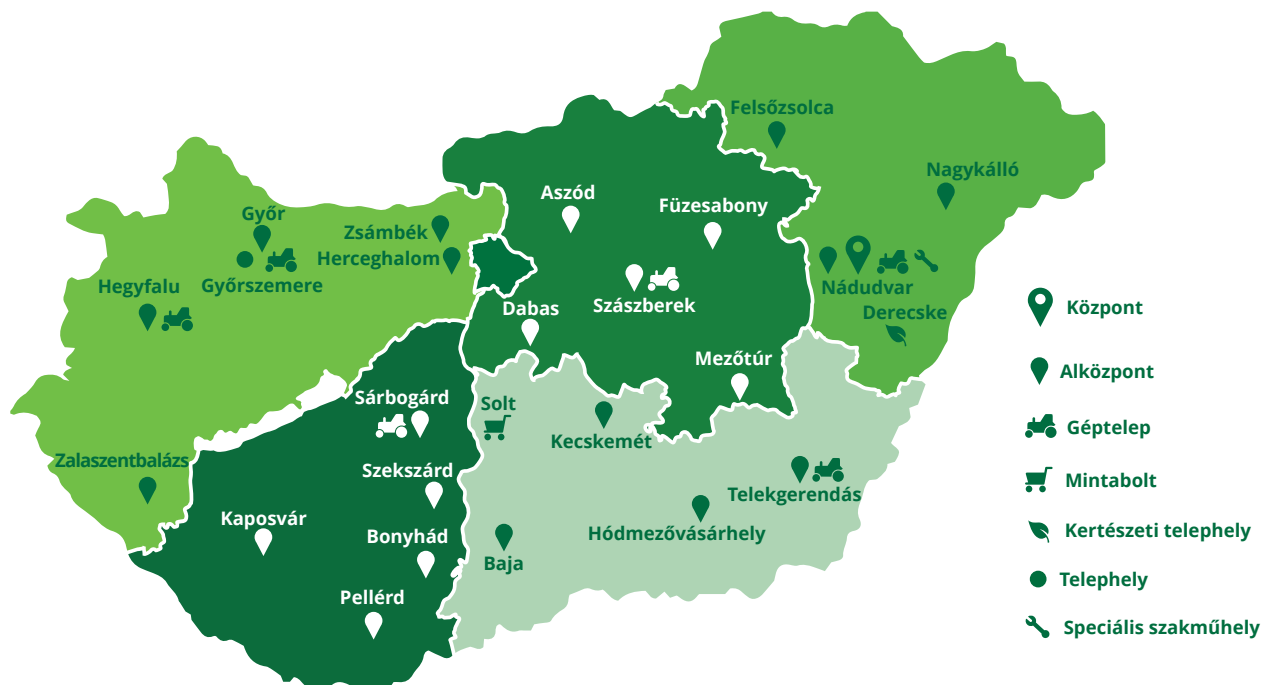 Felsőzsolca
Nagykálló
Aszód
Füzesabony
Győr
Zsámbék
Herceghalom
Győrszemere
Hegyfalu
Szászberek
Nádudvar
Derecske
Dabas
Mezőtúr
Sárbogárd
Solt
Kecskemét
Zalaszentbalázs
Szekszárd
Telekgerendás
Kaposvár
Bonyhád
Hódmezővásárhely
Baja
Pellérd
Központ
Alközpont
Géptelep
Mintabolt
Kertészeti telephely
Telephely
Speciális szakműhely